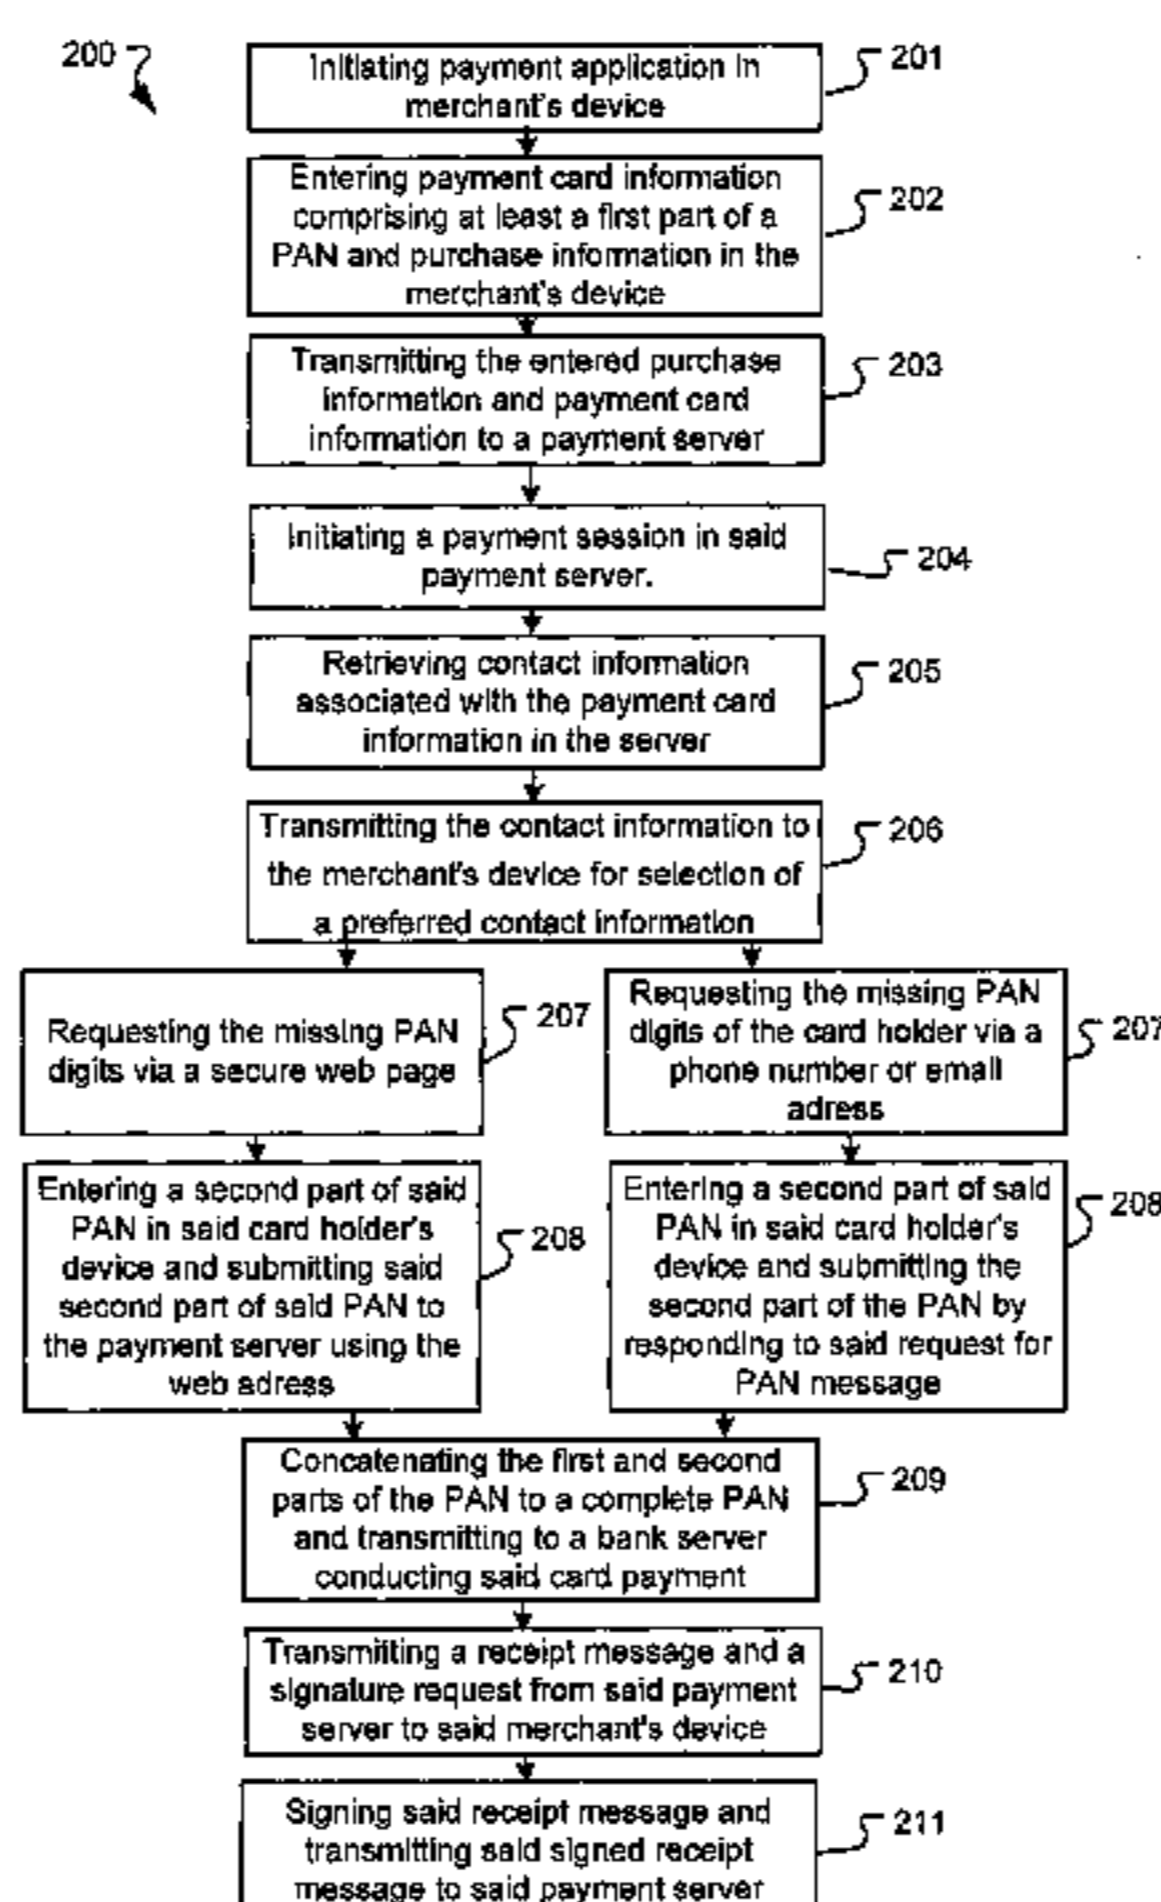 200
Initiating payment application in
merchant's device
201
Entering payment card information
comprising at least a first part of a
PAN and purchase information in the
merchant's device
202
Transmitting the entered purchase
information and payment card
information to a payment server
203
Initiating a payment session in said
payment server.
204
Retrieving contact information
associated with the payment card
information in the server
205
Transmitting the contact information to
the merchant's device for selection of
a preferred contact information
206
Requesting the missing PAN
digits via a secure web page
207
Requesting the missing PAN
digits of the card holder via a
phone number or email
adress
207
Entering a second part of said
PAN in said card holder's
device and submitting said
second part of said PAN to
the payment server using the
web adress
208
Entering a second part of said
PAN in said card holder's
device and submitting the
second part of the PAN by
responding to said request for
PAN message
208
Concatenating the first and second
parts of the PAN to a complete PAN
and transmitting to a bank server
conducting said card payment
209
Transmitting a receipt message and a
signature request from said payment
server to said merchant's device
210
Signing said receipt message and
transmitting said signed receipt
message to said payment server
211